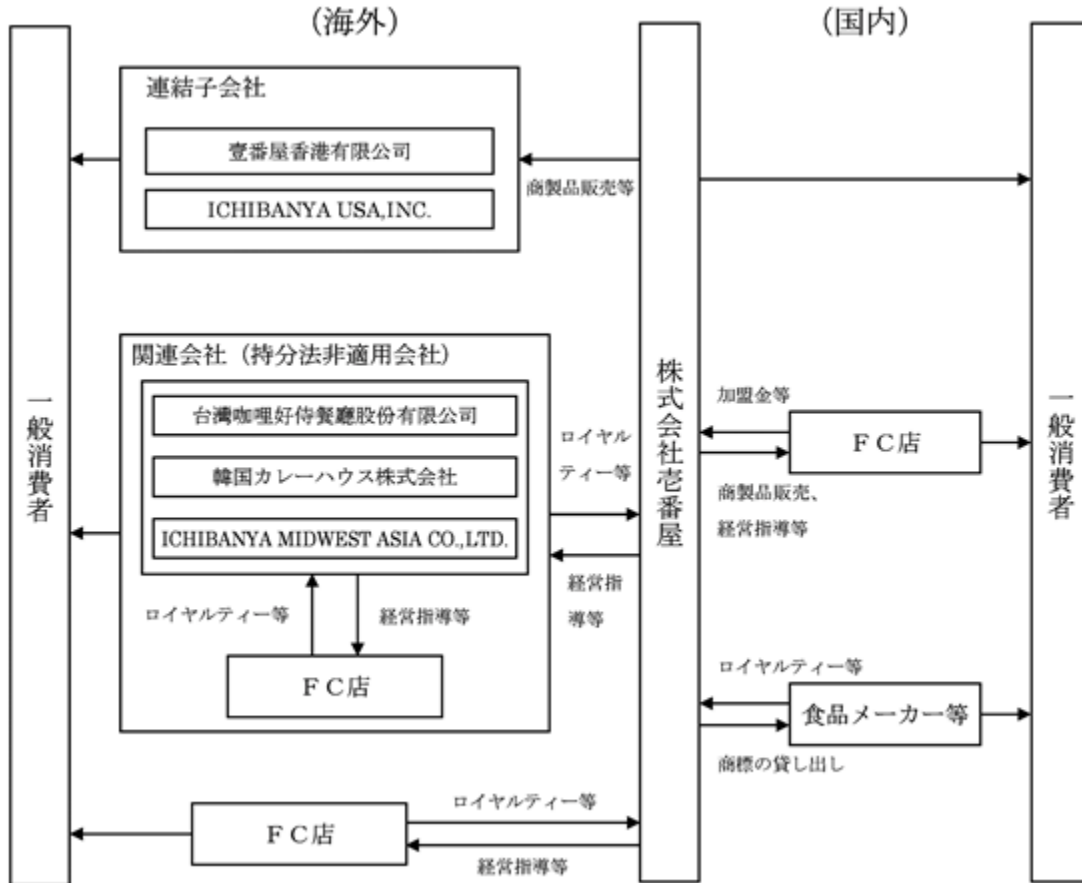 (海外)
(国内)
連結子会社
壹番屋香港有限公司
ICHIBANYA USA,INC.
商製品販売等
関連会社（持分法非適用会社）
台灣咖哩好侍餐廳股份有限公司
韓国カレーハウス株式会社
ICHIBANYA MIDWEST ASIA CO.,LTD.
ロイヤルティー等
経営指導等
ＦＣ店
ロイヤル
ティー等
経営指
導等
一般消費者
株式会社壱番屋
加盟金等
ＦＣ店
商製品販売、
経営指導等
一般消費者
ロイヤルティー等
食品メーカー等
商標の貸し出し
ＦＣ店
ロイヤルティー等
経営指導等